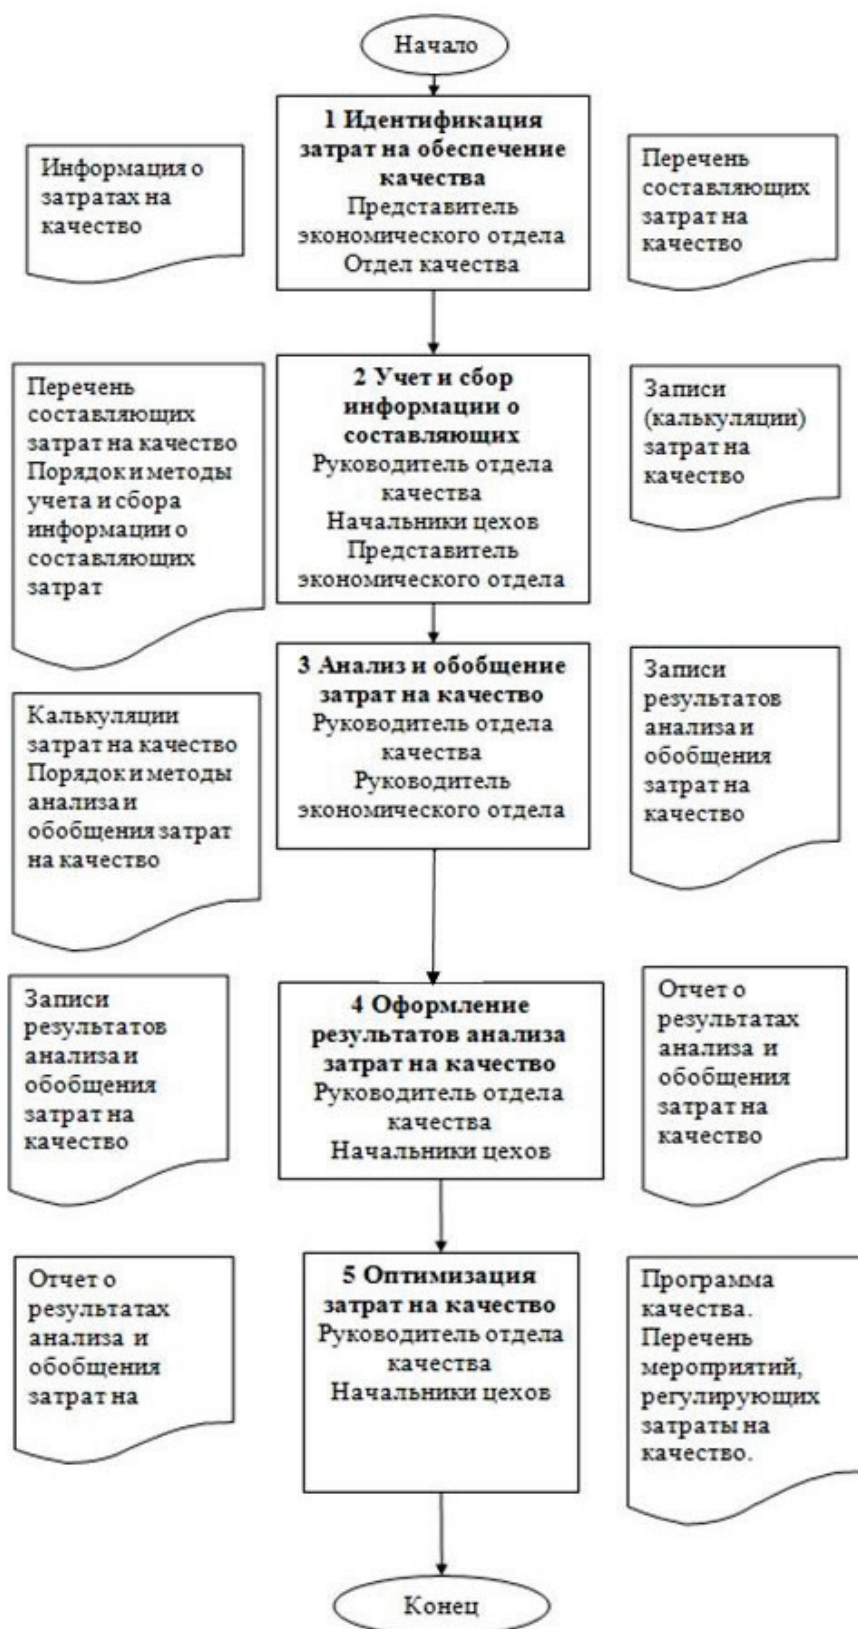 Начало
1 Идентификация
затрат на обеспечение
качества
Представитель
экономического отдела
Отдел качества
Информация о
затратах на
качество
Перечень
составляющих
затрат на
качество
2 Учет и сбор
информации о
составляющих
Руководитель отдела
качества
Начальники цехов
Представитель
экономического отдела
Перечень
составляющих
затрат на качество
Порядок и методы
учета и сбора
информации о
составляющих
затрат
Записи
(калькуляции)
затрат на
качество
3 Анализ и обобщение
затрат на качество
Руководитель отдела
качества
Руководитель
экономического отдела
Калькуляции
затрат на качество
Порядок и методы
анализа и
обобщения затрат
на качество
Записи
результатов
анализа и
обобщения
затрат на
качество
4 Оформление
результатов анализа
затрат на качество
Руководитель отдела
качества
Начальники цехов
Записи
результатов
анализа и
обобщения
затрат на
качество
Отчет о
результатах
анализа и
обобщения
затрат на
качество
5 Оптимизация
затрат на качество
Руководитель отдела
качества
Начальники цехов
Отчет о
результатах
анализа и
обобщения
затрат на
Программа
качества.
Перечень
мероприятий,
регулирующих
затраты на
качество.
Конец